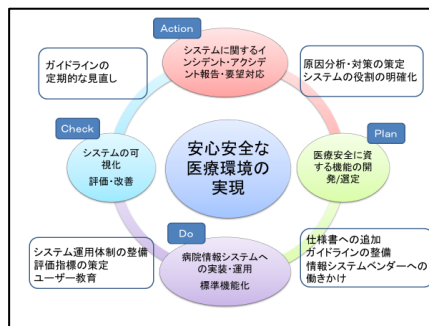 Action
システムに関するイ
ンシデント・アクシデ
ント報告・要望対応
ガイドラインの
定期的な見直し
原因分析・対策の策定
システムの役割の明確化
Check
システムの可
視化
評価・改善
安心安全な
医療環境の
実現
Plan
医療安全に資
する機能の開
発/選定
Do
病院情報システムへ
の実装・運用
標準機能化
システム運用体制の整備
評価指標の策定
ユーザー教育
仕様書への追加
ガイドラインの整備
情報システムベンダーへの
働きかけ